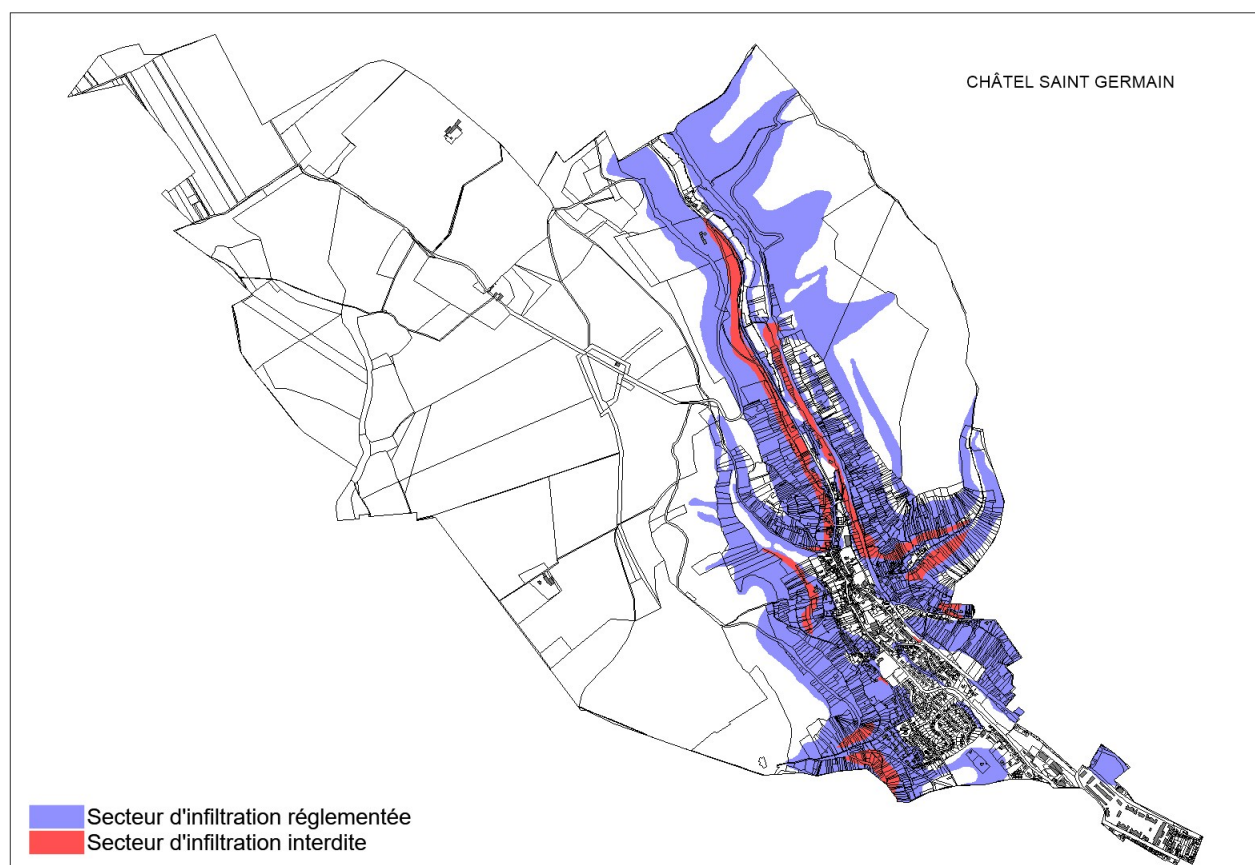 CHÂTEL SAINT GERMAIN
Secteur d'infiltration réglementée
Secteur d'infiltration interdite